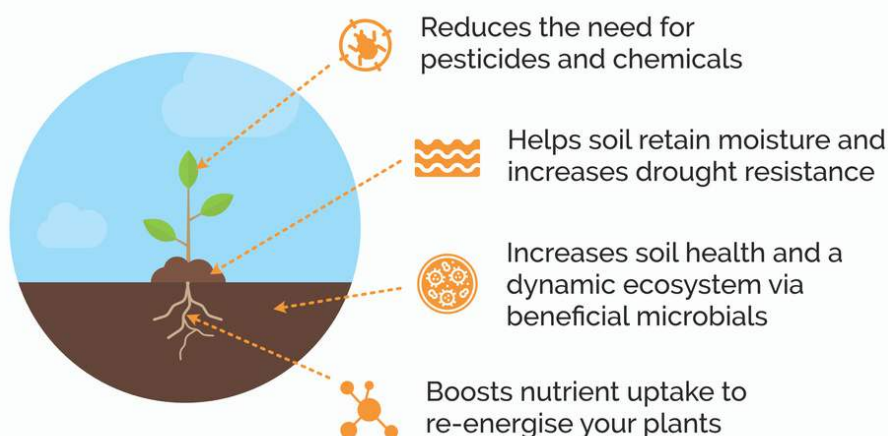 Reduces the need for
pesticides and chemicals
Helps soil retain moisture and
increases drought resistance
Increases soil health and a
dynamic ecosystem via
beneficial microbials
Boosts nutrient uptake to
re-energise your plants